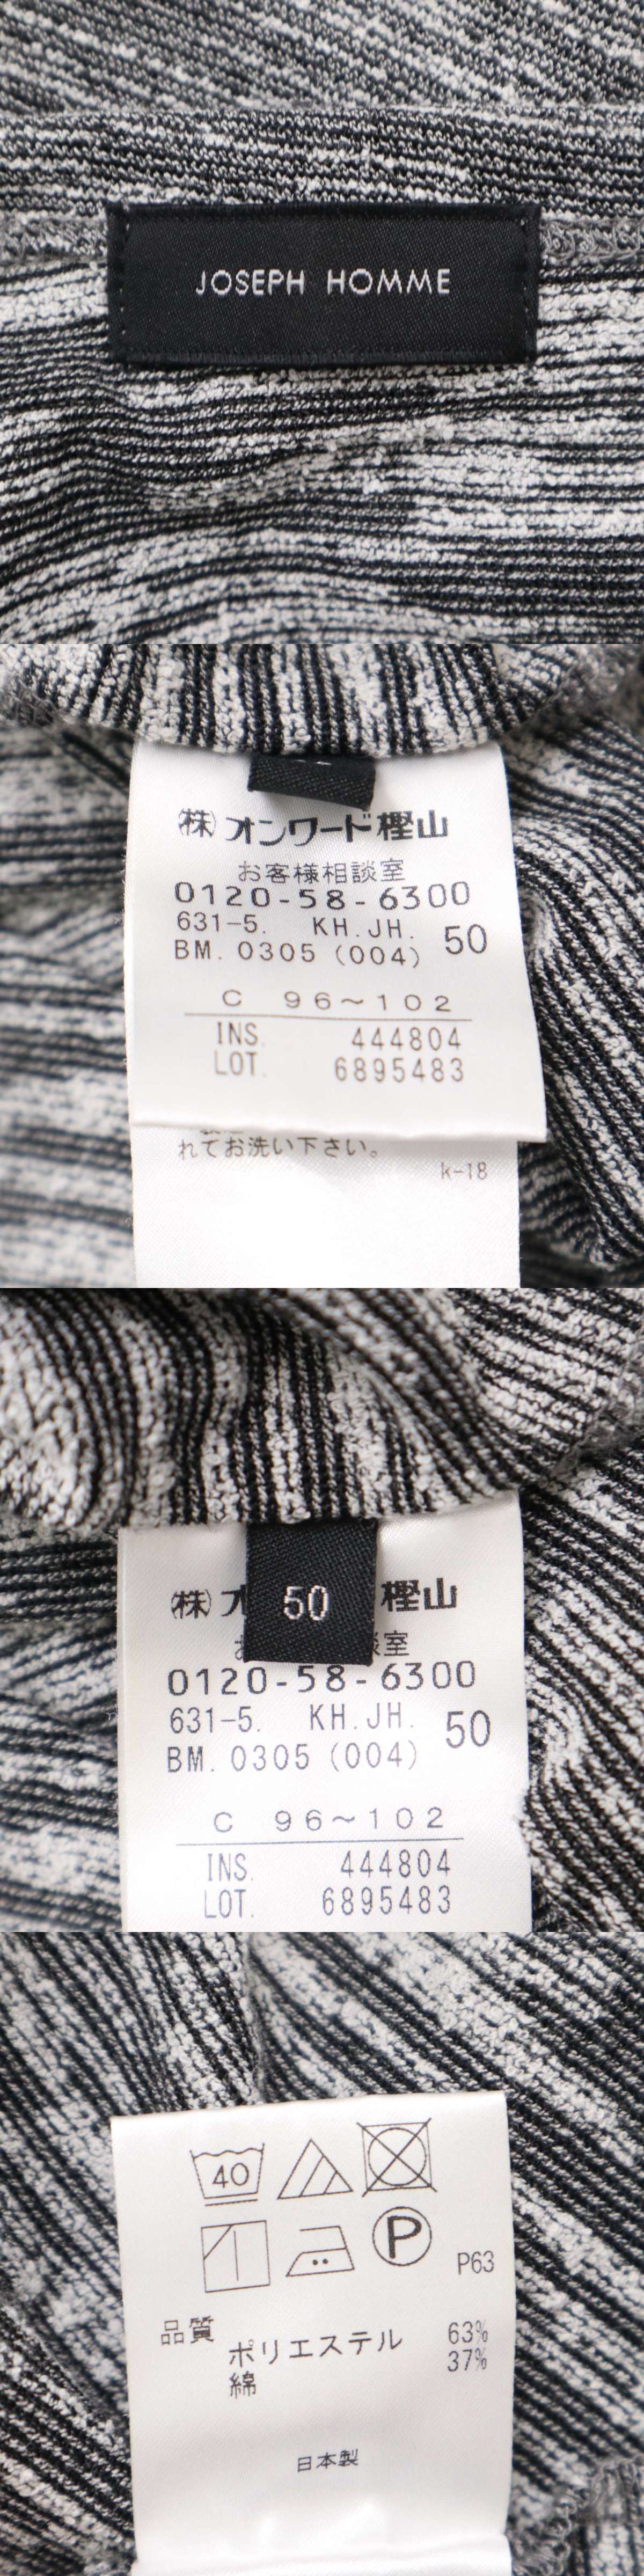 JOSEPH HOMME
㈱オンワード樫山
お客様相談室
0120-58-6300
631-5. KH.JH. 50
BM. 0305 (004)
C 96~102
INS. 444804
LOT. 6895483
れてお洗い下さい。
k-18
50
㈱オ 樫山
室
0120-58-6300
631-5. KH.JH. 50
BM. 0305 (004)
C 96~102
INS. 444804
LOT. 6895483
40
P
P63
品質
ポリエステル 63%
綿 37%
日本製